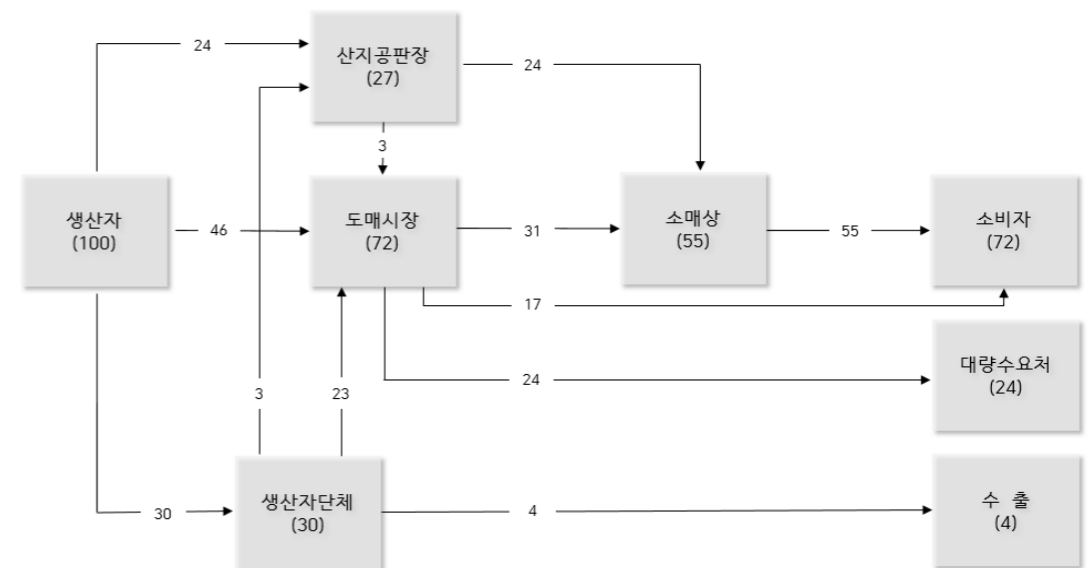 24
산지공판장
(27)
24
3
생산자
(100)
46
도매시장
(72)
31
소매상
(55)
55
소비자
(72)
17
대량수요처
(24)
24
3
23
생산자단체
(30)
30
4
수 출
(4)